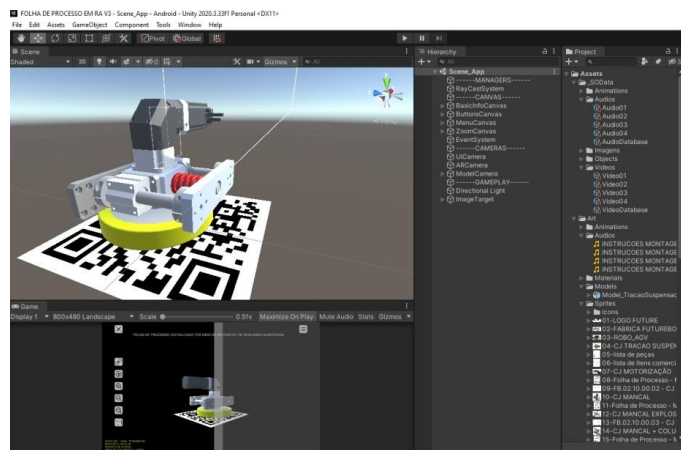 FOLHA DE PROCESSO EM RA V3 - Scene_App - Android - Unity 2020.3.33f1 Personal <DX11>
File Edit Assets GameObject Component Tools Window Help
Pivot Global
Scene
Shaded 2D Gizmos All
Game
Display 1 800x480 Landscape Scale 0.51x Maximize On Play Mute Audio Stats Gizmos
Hierarchy
All
Scene_App
------MANAGERS------
RayCastSystem
------CANVAS------
BasicInfoCanvas
ButtonsCanvas
MenuCanvas
ZoomCanvas
EventSystem
------CAMERAS------
UICamera
ARCamera
ModelCamera
------GAMEPLAY------
Directional Light
ImageTarget
Project
Assets
_SOData
Animations
Audios
Audio01
Audio02
Audio03
Audio04
AudioDatabase
Imagens
Objects
Videos
Video01
Video02
Video03
Video04
VideoDatabase
Art
Animations
Audios
INSTRUCOES MONTAGE
INSTRUCOES MONTAGE
INSTRUCOES MONTAGE
INSTRUCOES MONTAGE
Materials
Models
Model_TracaoSuspensao
Sprites
Icons
01-LOGO FUTURE
02-FABRICA FUTUREBO
03-ROBO_AGV
04-CJ TRACAO SUSPEN
05-lista de peças
06-lista de itens comerci
07-CJ MOTORIZAÇÃO
08-Folha de Processo - M
09-FB.02.10.00.02 - CJ
10-CJ MANCAL
11-Folha de Processo - M
12-CJ MANCAL EXPLOS
13-FB.02.10.00.03 - CJ
14-CJ MANCAL + COLU
15-Folha de Processo - M